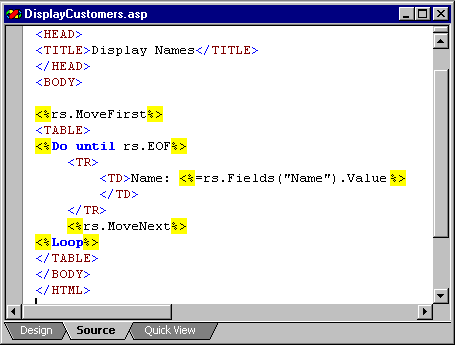 DisplayCustomers.asp
<HEAD>
<TITLE>Display Names</TITLE>
</HEAD>
<BODY>
<%rs.MoveFirst%>
<TABLE>
<%Do until rs.EOF%>
<TR>
<TD>Name: <%=rs.Fields("Name").Value%>
</TD>
</TR>
<%rs.MoveNext%>
<%Loop%>
</TABLE>
</BODY>
</HTML>
Design Source Quick View